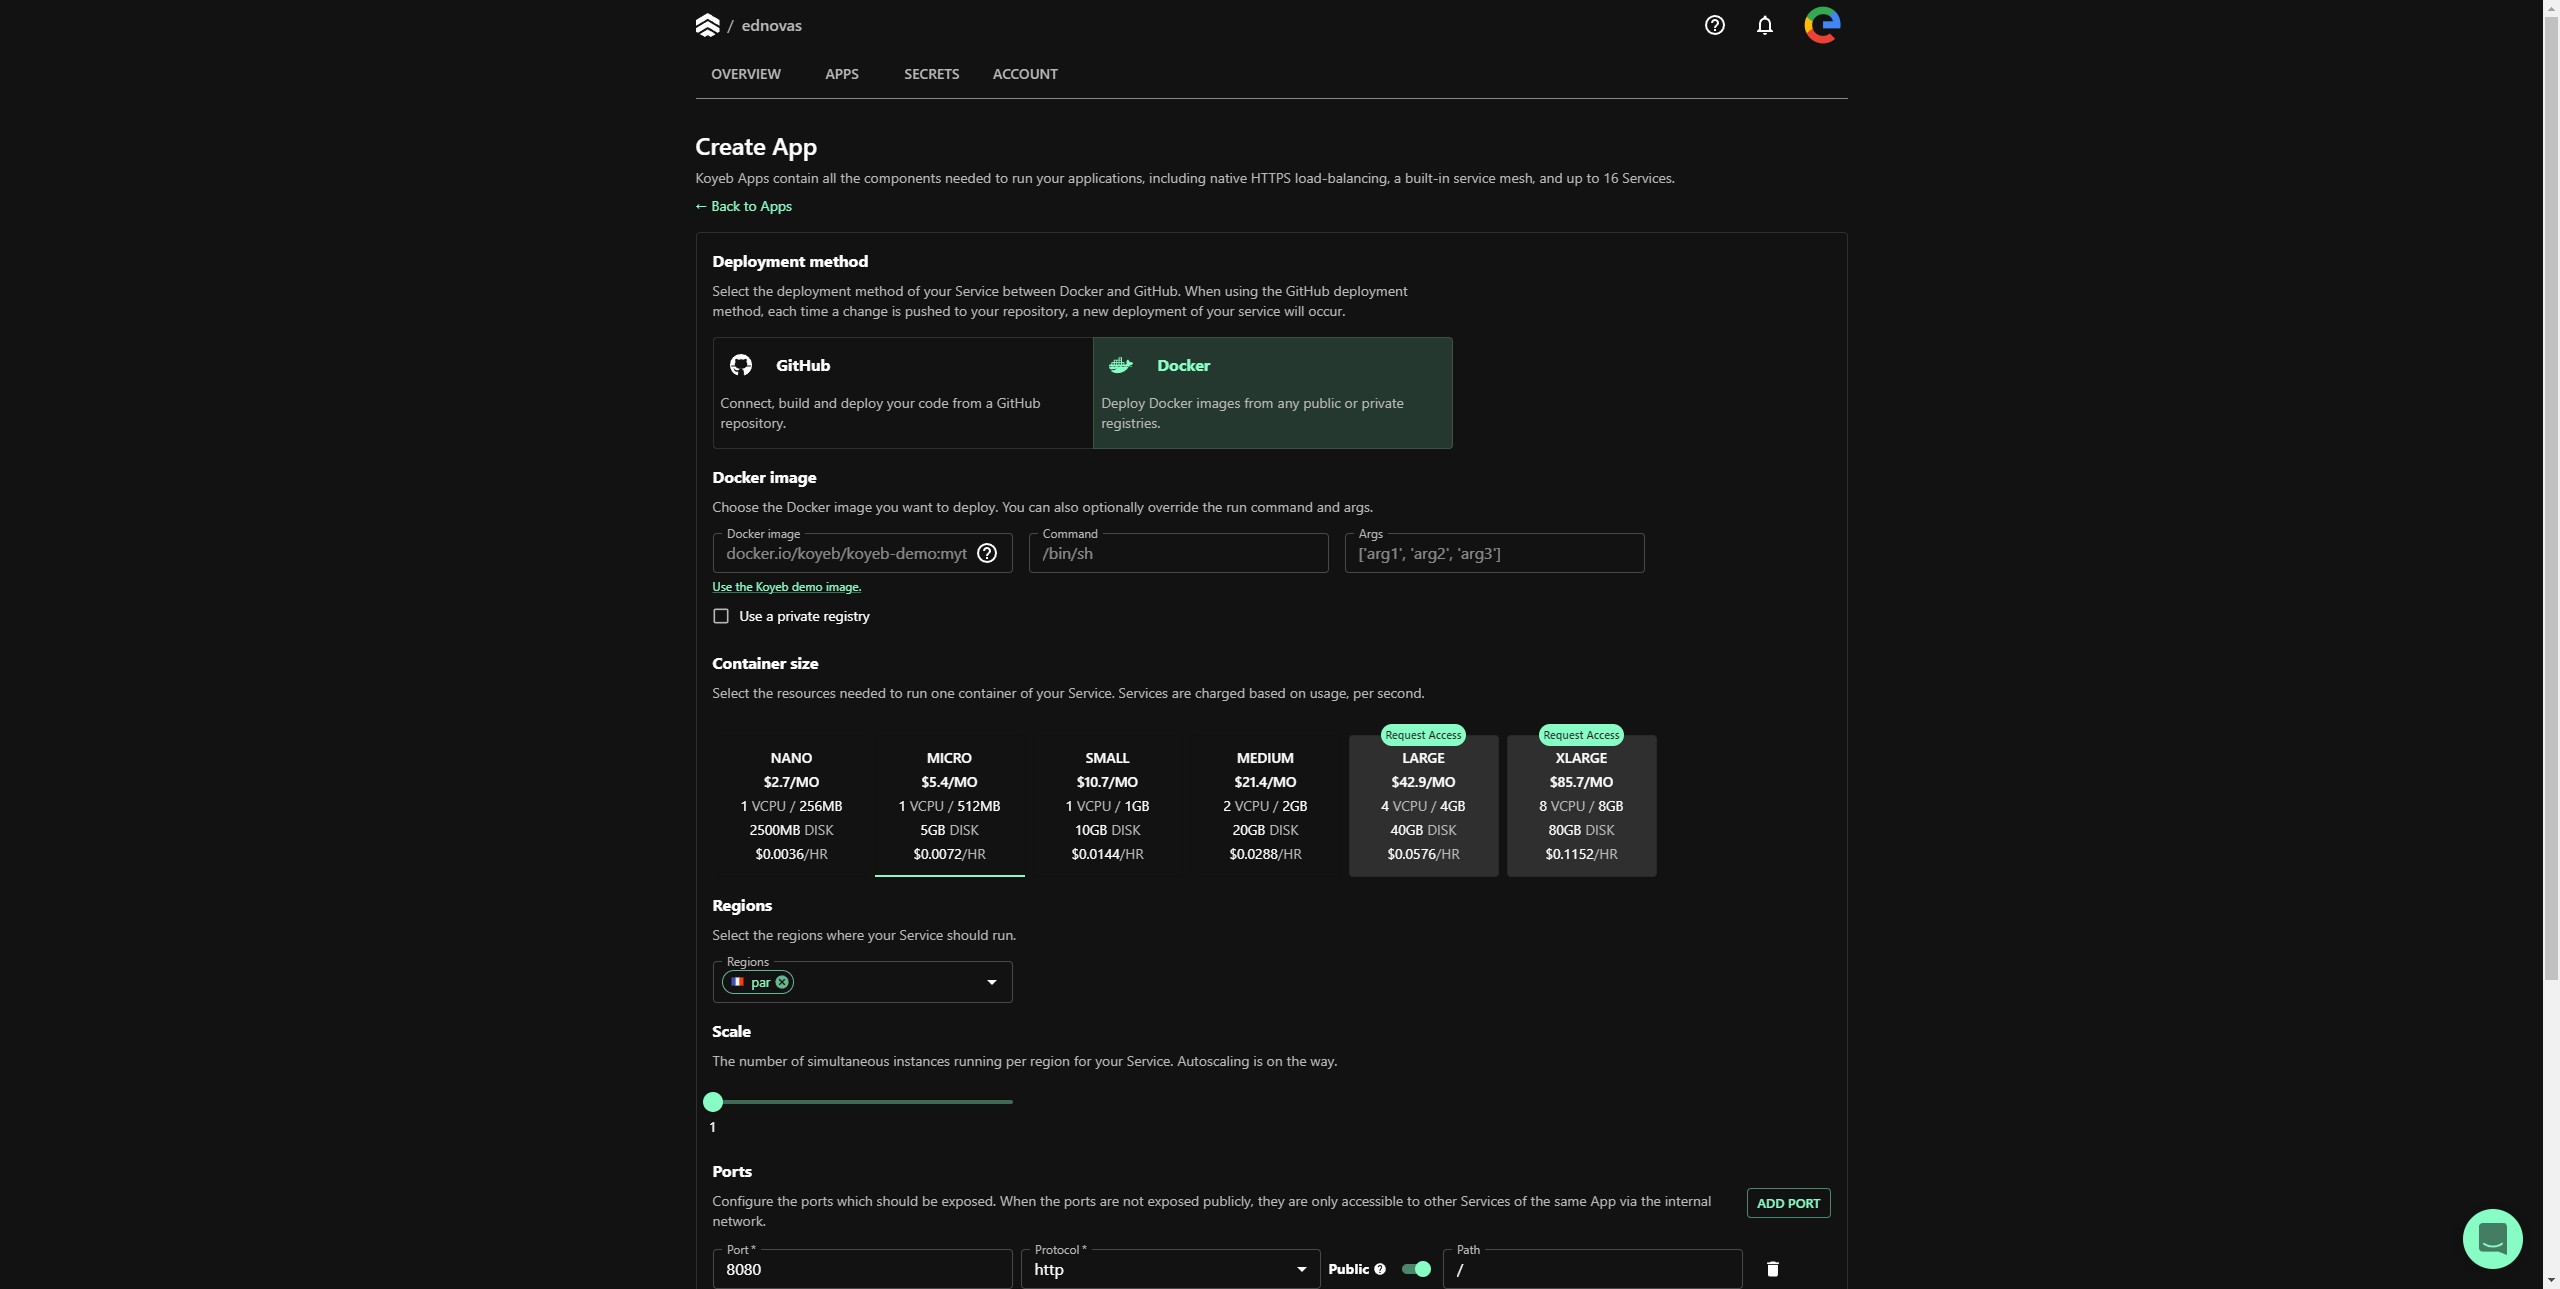 / ednovas
OVERVIEW APPS SECRETS ACCOUNT
Create App
Koyeb Apps contain all the components needed to run your applications, including native HTTPS load-balancing, a built-in service mesh, and up to 16 Services.
← Back to Apps
Deployment method
Select the deployment method of your Service between Docker and GitHub. When using the GitHub deployment
method, each time a change is pushed to your repository, a new deployment of your service will occur.
GitHub
Connect, build and deploy your code from a GitHub
repository.
Docker
Deploy Docker images from any public or private
registries.
Docker image
Choose the Docker image you want to deploy. You can also optionally override the run command and args.
Docker image
docker.io/koyeb/koyeb-demo:myt
Command
/bin/sh
Args
['arg1', 'arg2', 'arg3']
Use the Koyeb demo image.
Use a private registry
Container size
Select the resources needed to run one container of your Service. Services are charged based on usage, per second.
NANO
$2.7/MO
1 VCPU / 256MB
2500MB DISK
$0.0036/HR
MICRO
$5.4/MO
1 VCPU / 512MB
5GB DISK
$0.0072/HR
SMALL
$10.7/MO
1 VCPU / 1GB
10GB DISK
$0.0144/HR
MEDIUM
$21.4/MO
2 VCPU / 2GB
20GB DISK
$0.0288/HR
Request Access
LARGE
$42.9/MO
4 VCPU / 4GB
40GB DISK
$0.0576/HR
Request Access
XLARGE
$85.7/MO
8 VCPU / 8GB
80GB DISK
$0.1152/HR
Regions
Select the regions where your Service should run.
Regions
par
Scale
The number of simultaneous instances running per region for your Service. Autoscaling is on the way.
1
Ports
Configure the ports which should be exposed. When the ports are not exposed publicly, they are only accessible to other Services of the same App via the internal
network.
ADD PORT
Port *
8080
Protocol *
http
Public
Path
/